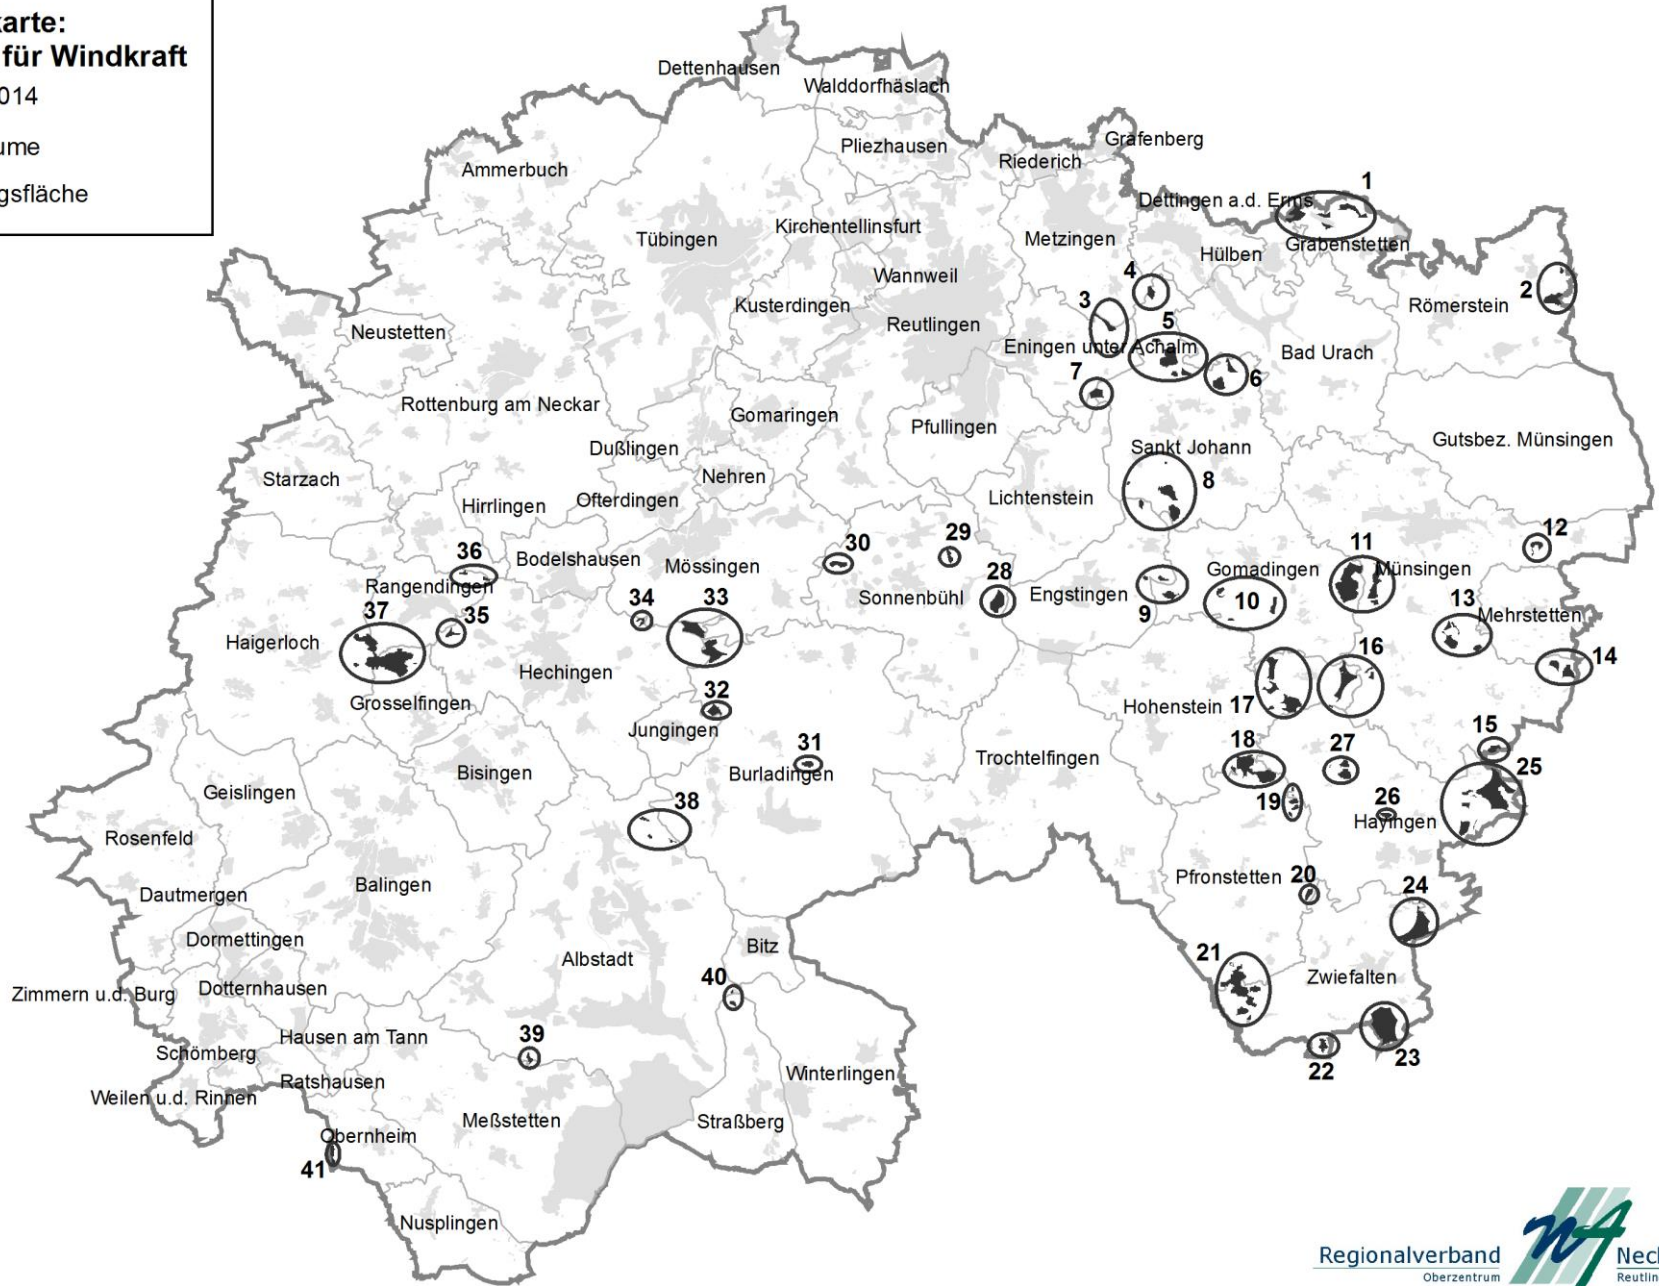 karte:
für Windkraft
014
ume
gsfläche
Dettenhausen
Walddorfhäslach
Grafenberg
Pliezhausen
Riederich
Ammerbuch
1
Dettingen a.d. Erms
Kirchentellinsfurt
Tübingen
Metzingen
Grabenstetten
Hülben
4
Wannweil
2
3
Kusterdingen
Römerstein
5
Reutlingen
Neustetten
Eningen unter Achalm
Bad Urach
7
6
Rottenburg am Neckar
Gomaringen
Pfullingen
Gutsbez. Münsingen
Dußlingen
Sankt Johann
Starzach
Nehren
8
Lichtenstein
Ofterdingen
Hirrlingen
12
29
30
11
36
Bodelshausen
Mössingen
Gomadingen
Münsingen
28
Rangendingen
Engstingen
34
33
Sonnenbühl
10
13
37
9
35
Mehrstetten
Haigerloch
16
14
Hechingen
32
Grosselfingen
Hohenstein
17
15
Jungingen
18
27
31
Trochtelfingen
25
Bisingen
Burladingen
Geislingen
26
38
19
Hayingen
Rosenfeld
20
Pfronstetten
24
Balingen
Dautmergen
Dormettingen
Bitz
21
Albstadt
40
Zwiefalten
Dotternhausen
Zimmern u.d. Burg
39
Hausen am Tann
Schömberg
23
22
Winterlingen
Ratshausen
Weilen u.d. Rinnen
Meßstetten
Straßberg
Obernheim
41
Nusplingen
Regionalverband
Neck
Oberzentrum
Reutlin